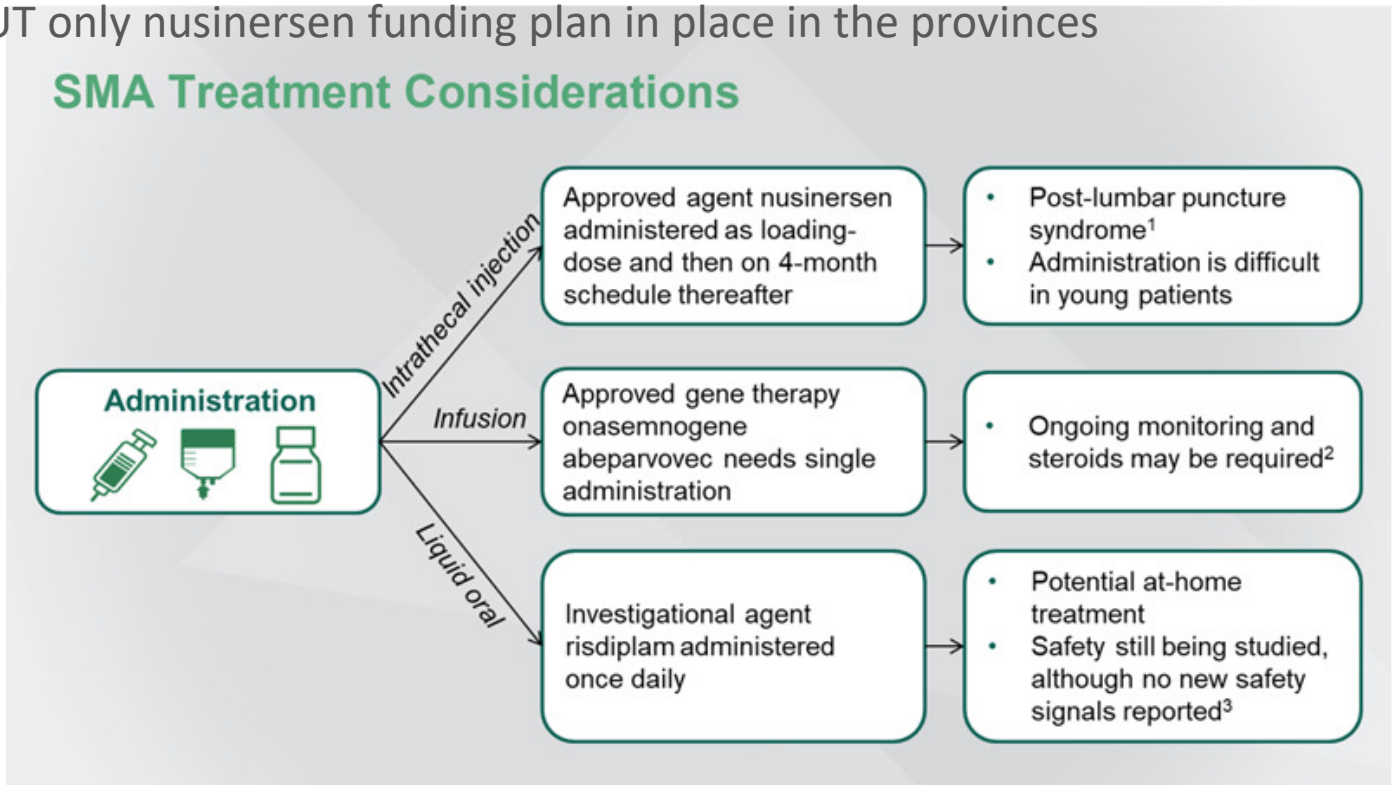 UT only nusinersen funding plan in place in the provinces
SMA Treatment Considerations
Administration
Intrathecal injection
Approved agent nusinersen
administered as loading-
dose and then on 4-month
schedule thereafter
• Post-lumbar puncture
syndrome1
• Administration is difficult
in young patients
Infusion
Approved gene therapy
onasemnogene
abeparvovec needs single
administration
• Ongoing monitoring and
steroids may be required2
Liquid oral
Investigational agent
risdiplam administered
once daily
• Potential at-home
treatment
• Safety still being studied,
although no new safety
signals reported3